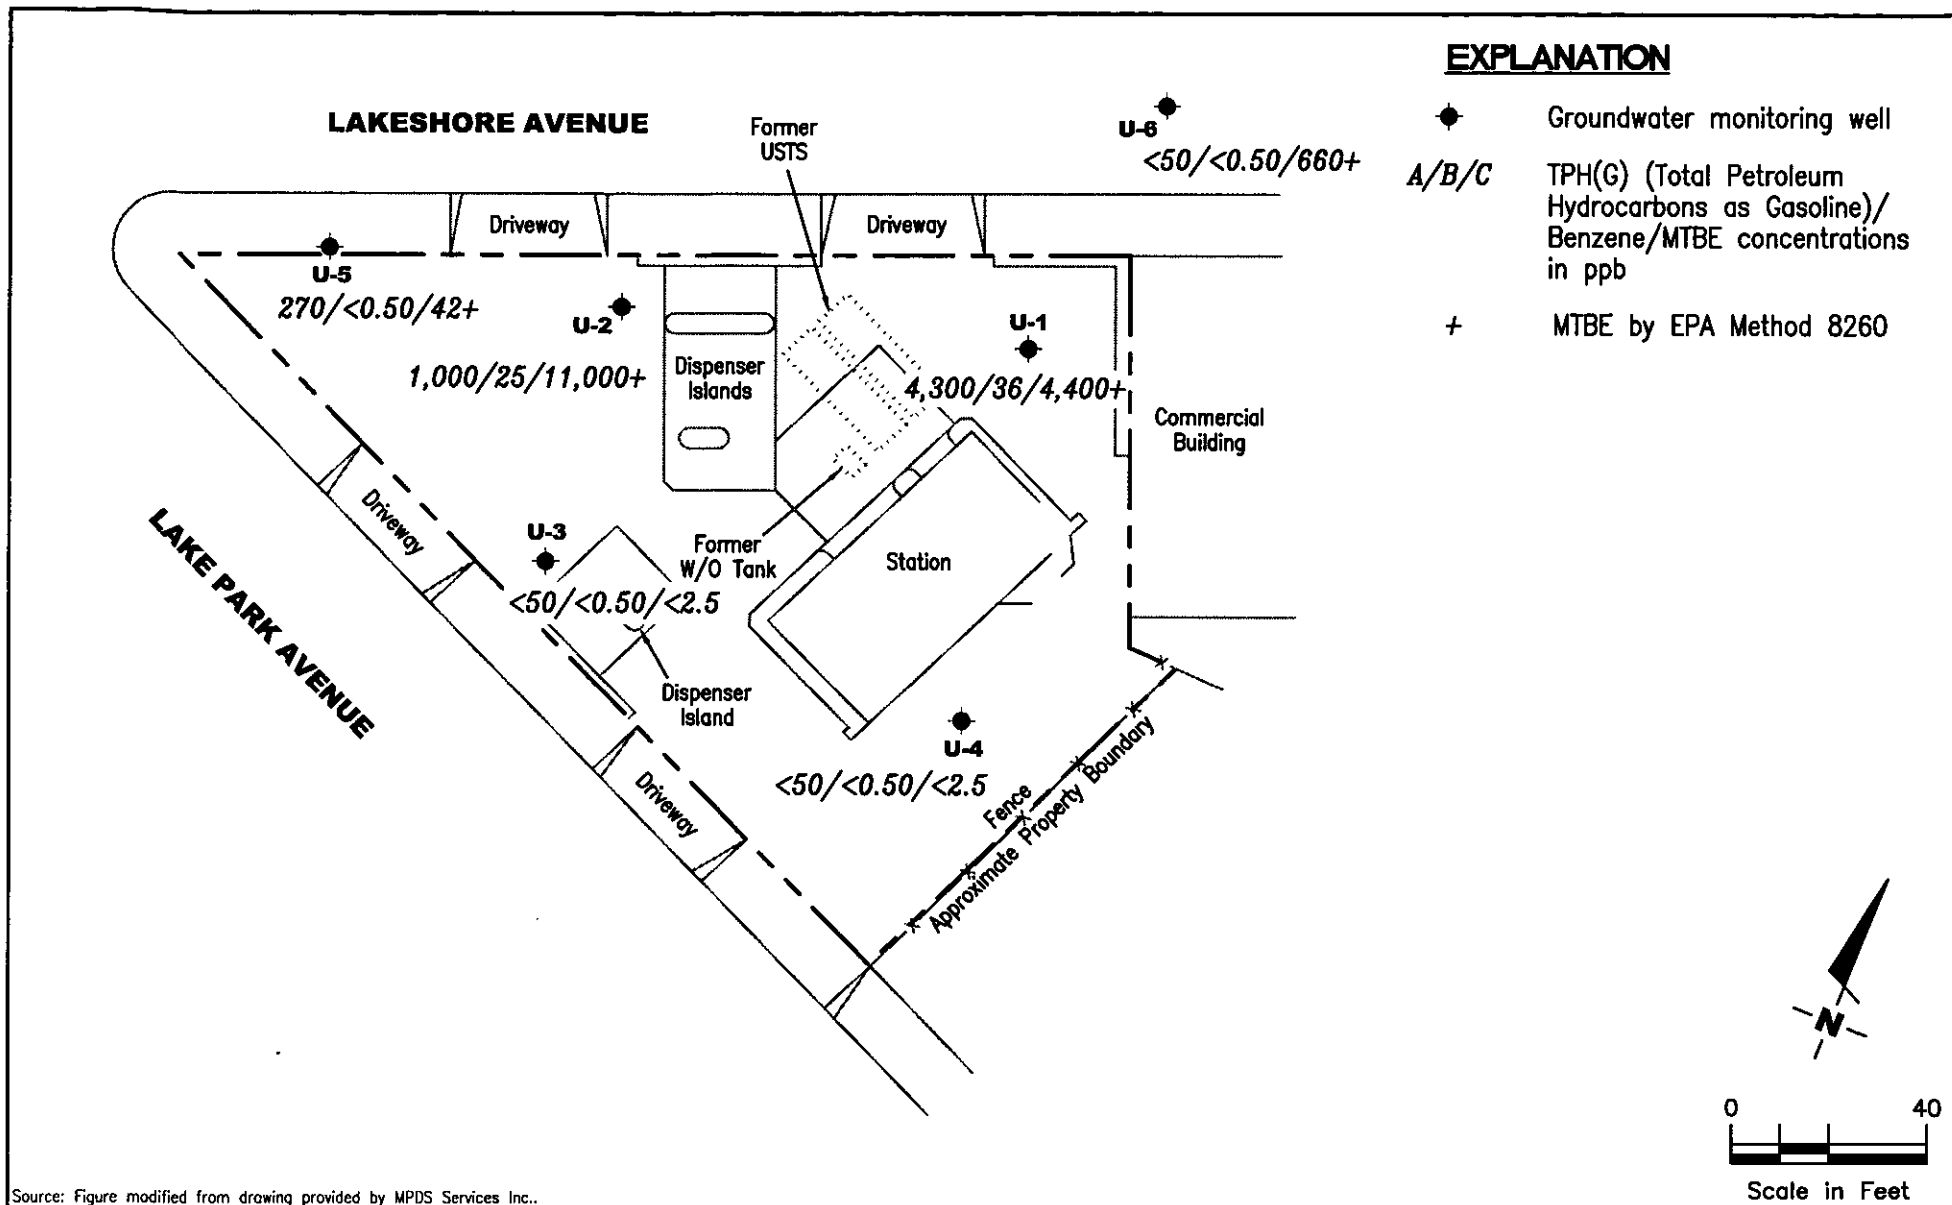 EXPLANATION
Groundwater monitoring well
A/B/C
TPH(G) (Total Petroleum
Hydrocarbons as Gasoline)/
Benzene/MTBE concentrations
in ppb
+
MTBE by EPA Method 8260
LAKESHORE AVENUE
Former
USTS
U-6
<50/<0.50/660+
Driveway
Driveway
U-5
270/<0.50/42+
U-2
1,000/25/11,000+
Dispenser
Islands
U-1
4,300/36/4,400+
Commercial
Building
Driveway
LAKE PARK AVENUE
U-3
<50/<0.50/<2.5
Former
W/O Tank
Station
Dispenser
Island
U-4
<50/<0.50/<2.5
Driveway
Fence
Approximate Property Boundary
N
0 40
Scale in Feet
Source: Figure modified from drawing provided by MPDS Services Inc..